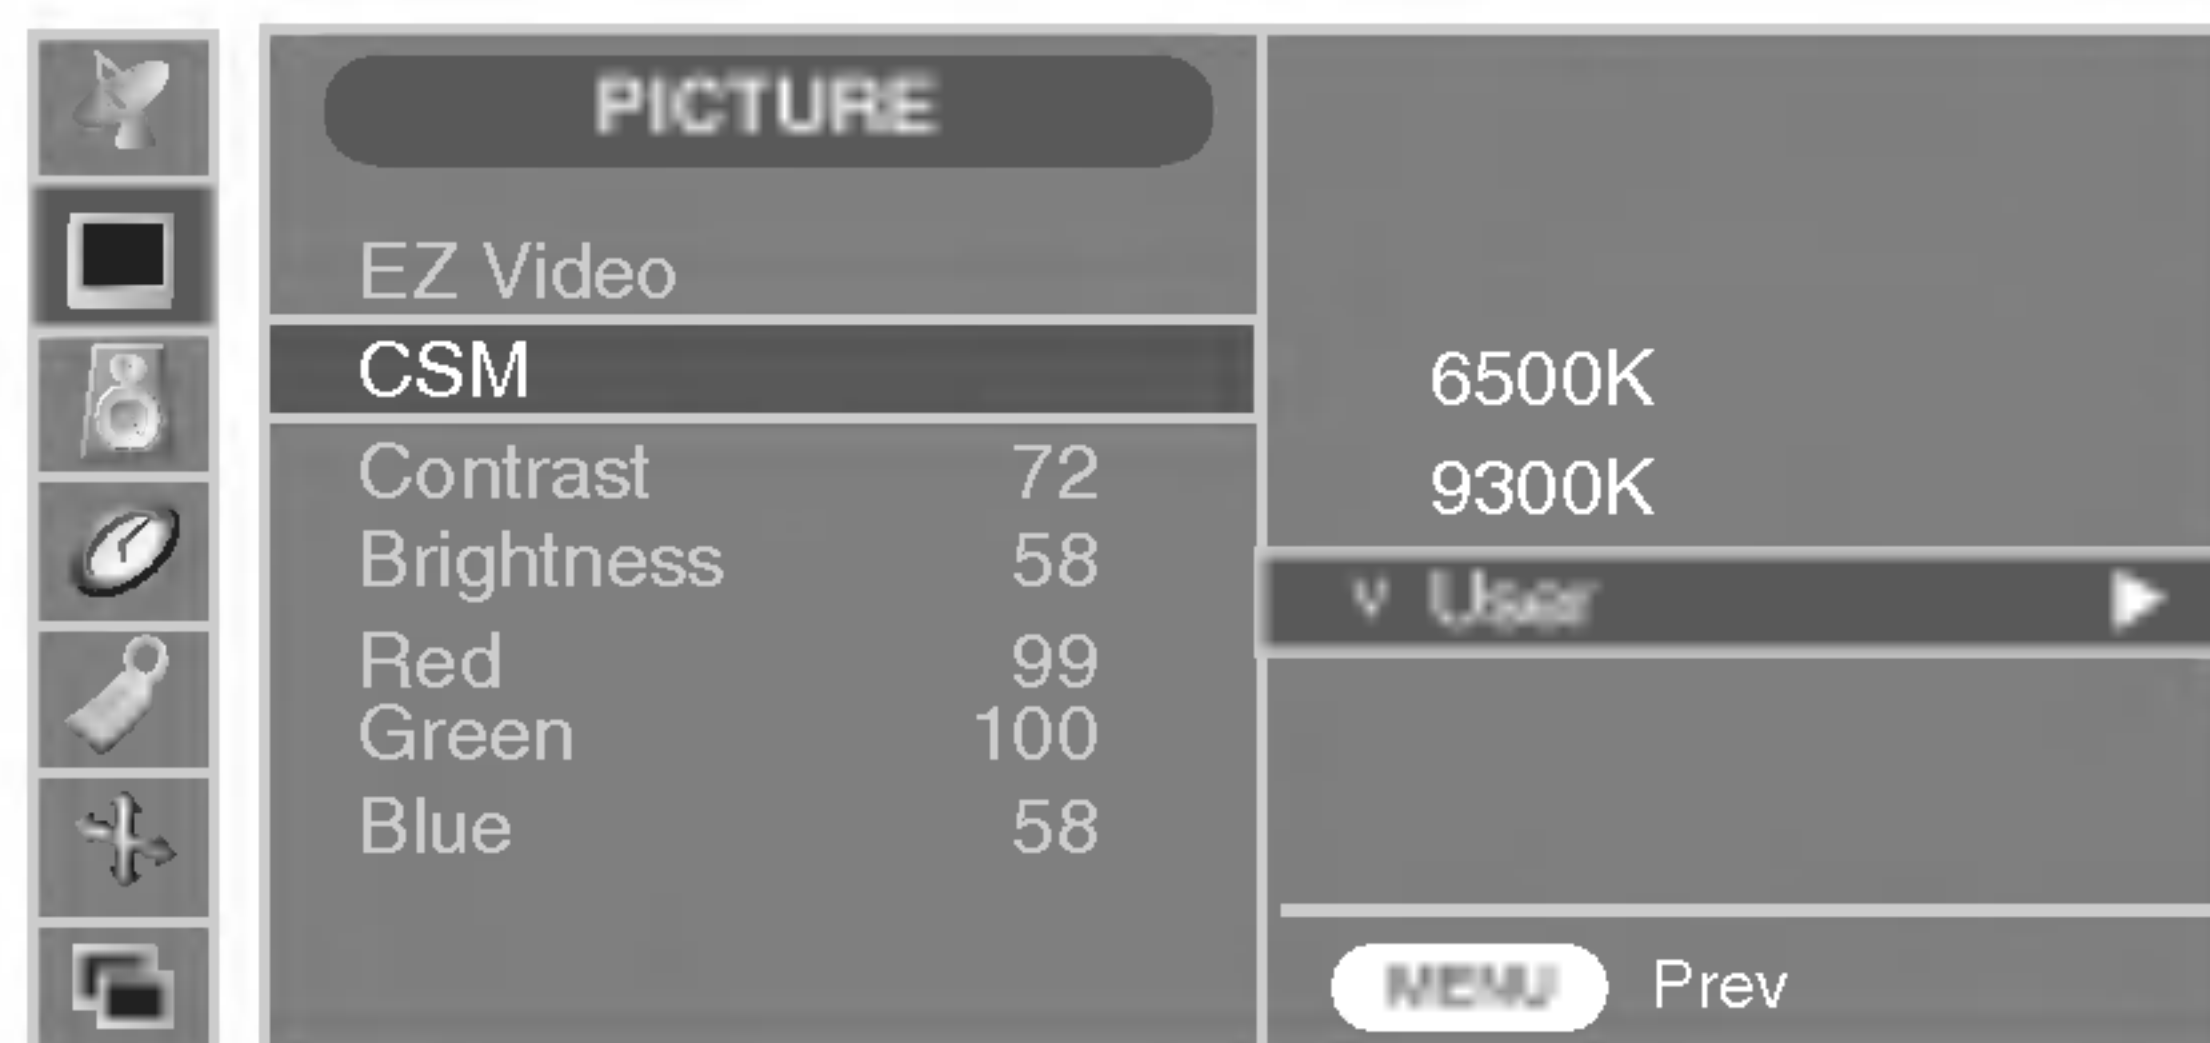 PICTURE
EZ Video
CSM
Contrast 72
Brightness 58
Red 99
Green 100
Blue 58
6500K
9300K
v User
MENU Prev